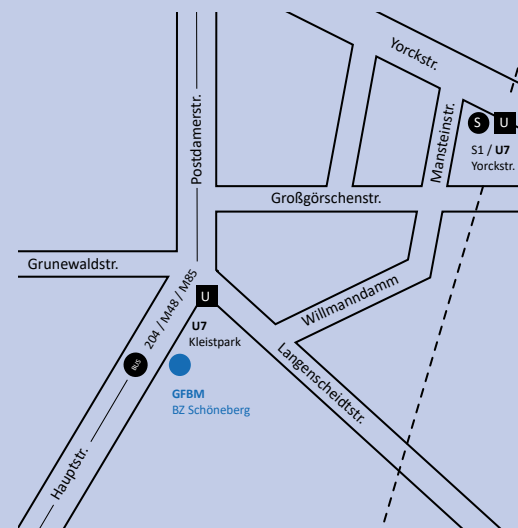 Yorckstr.
Postdamerstr.
Mansteinstr.
S U
S1 / U7
Yorckstr.
Großgörschenstr.
Grunewaldstr.
204 / M48 / M85
U
U7
Kleistpark
Willmanndamm
BUS
GFBM
BZ Schöneberg
Langenscheidtstr.
Hauptstr.